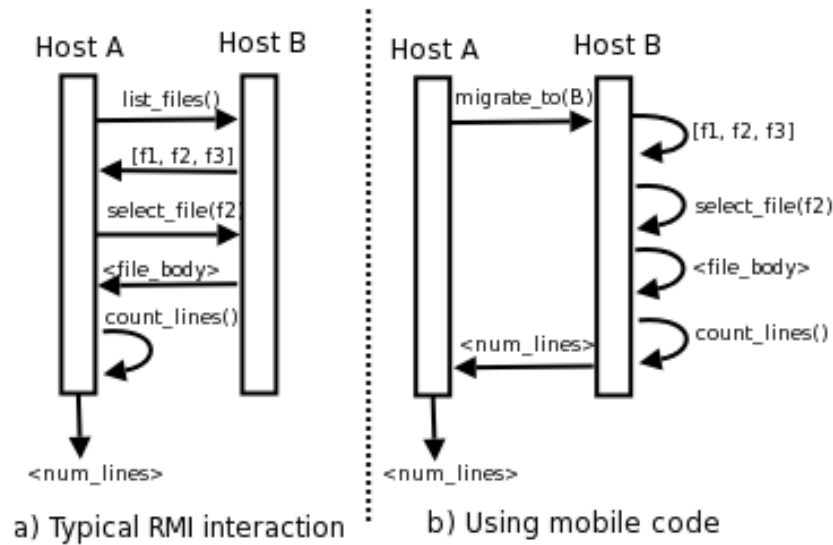 Host A
Host B
list_files()
[f1, f2, f3]
select_file(f2)
<file_body>
count_lines()
<num_lines>
a) Typical RMI interaction
Host A
Host B
migrate_to(B)
[f1, f2, f3]
select_file(f2)
<file_body>
count_lines()
<num_lines>
<num_lines>
b) Using mobile code